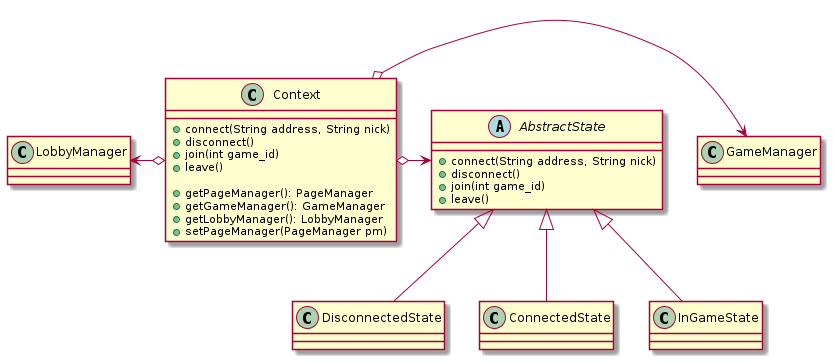 C Context
connect(String address, String nick)
disconnect()
join(int game_id)
leave()
getPageManager(): PageManager
getGameManager(): GameManager
getLobbyManager(): LobbyManager
setPageManager(PageManager pm)
C LobbyManager
A AbstractState
connect(String address, String nick)
disconnect()
join(int game_id)
leave()
C GameManager
C DisconnectedState
C ConnectedState
C InGameState